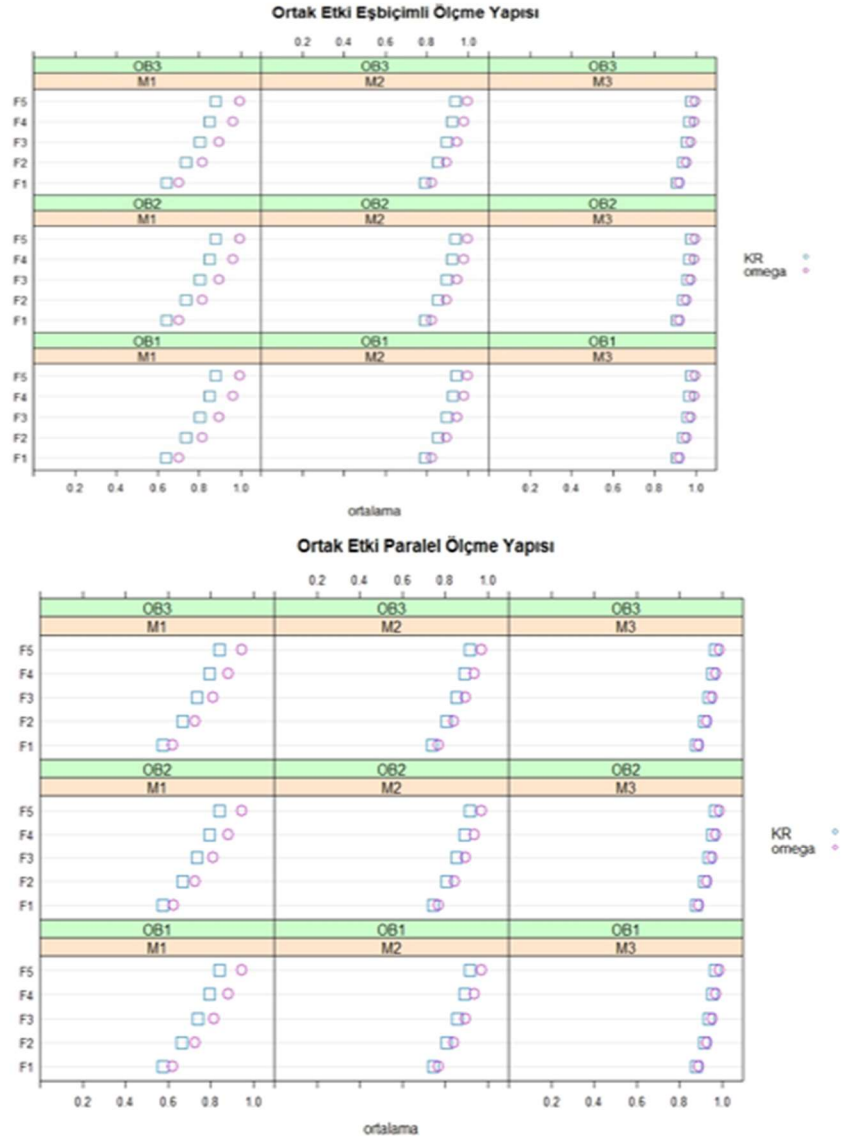 Ortak Etki Eşbiçimli Ölçme Yapısı
0.2 0.4 0.6 0.8 1.0
OB3 OB3 OB3
M1 M2 M3
F5
F4
F3
F2
F1
OB2 OB2 OB2
M1 M2 M3
F5
F4
F3
F2
F1
KR
omega
OB1 OB1 OB1
M1 M2 M3
F5
F4
F3
F2
F1
0.2 0.4 0.6 0.8 1.0 0.2 0.4 0.6 0.8 1.0
ortalama
Ortak Etki Paralel Ölçme Yapısı
0.2 0.4 0.6 0.8 1.0
OB3 OB3 OB3
M1 M2 M3
F5
F4
F3
F2
F1
OB2 OB2 OB2
M1 M2 M3
F5
F4
F3
F2
F1
KR
omega
OB1 OB1 OB1
M1 M2 M3
F5
F4
F3
F2
F1
0.2 0.4 0.6 0.8 1.0 0.2 0.4 0.6 0.8 1.0
ortalama